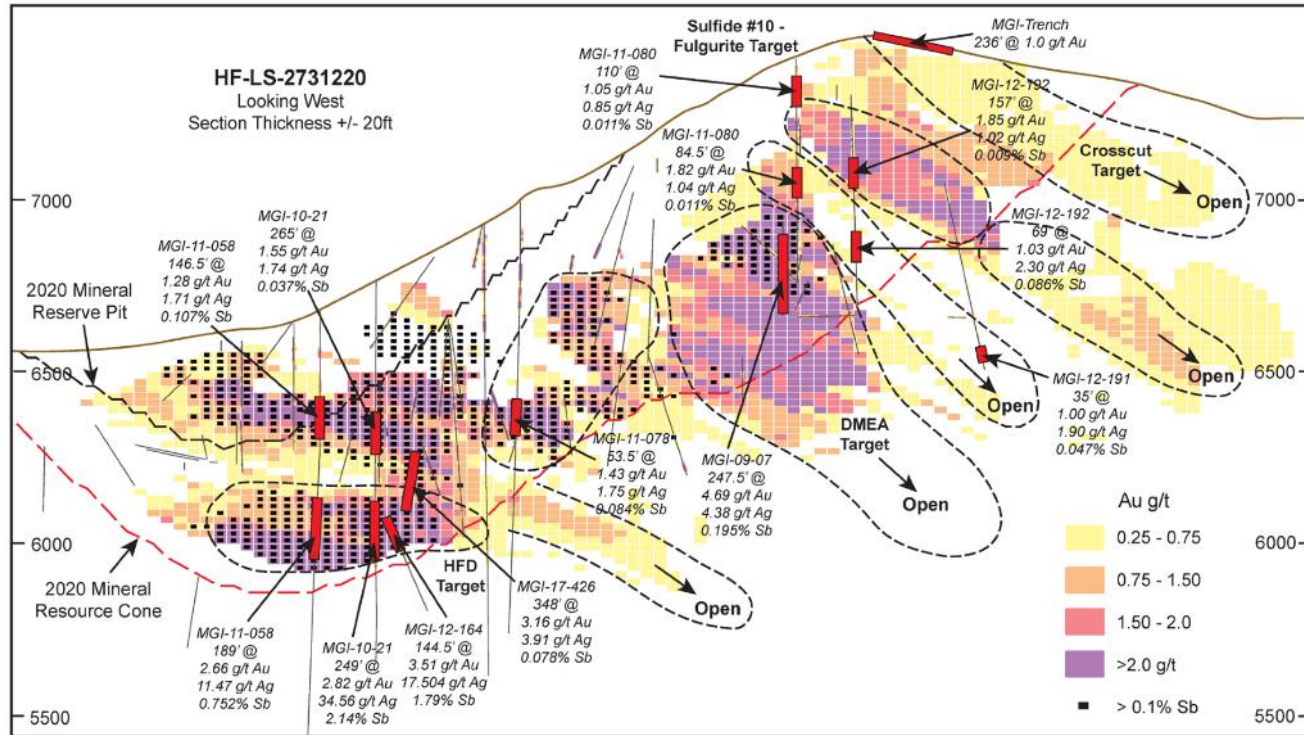 HF-LS-2731220
Looking West
Section Thickness +/- 20ft
Sulfide #10 -
Fulgurite Target
MGI-Trench
236' @ 1.0 g/t Au
MGI-11-080
110' @
1.05 g/t Au
0.85 g/t Ag
0.011% Sb
MGI-12-192
157' @
1.85 g/t Au
1.02 g/t Ag
0.009% Sb
MGI-11-080
84.5' @
1.82 g/t Au
1.04 g/t Ag
0.011% Sb
Crosscut
Target
Open
7000
7000
MGI-10-21
265' @
1.55 g/t Au
1.74 g/t Ag
0.037% Sb
MGI-11-058
146.5' @
1.28 g/t Au
1.71 g/t Ag
0.107% Sb
MGI-12-192
69' @
1.03 g/t Au
2.30 g/t Ag
0.086% Sb
2020 Mineral
Reserve Pit
6500
6500
Open
Open
MGI-12-191
35' @
1.00 g/t Au
1.90 g/t Ag
0.047% Sb
DMEA
Target
Open
MGI-11-078
53.5' @
1.43 g/t Au
1.75 g/t Ag
0.084% Sb
MGI-09-07
247.5' @
4.69 g/t Au
4.38 g/t Ag
0.195% Sb
6000
6000
HFD
Target
Open
2020 Mineral
Resource Cone
MGI-17-426
348' @
3.16 g/t Au
3.91 g/t Ag
0.078% Sb
MGI-11-058
189' @
2.66 g/t Au
11.47 g/t Ag
0.752% Sb
MGI-10-21
249' @
2.82 g/t Au
34.56 g/t Ag
2.14% Sb
MGI-12-164
144.5' @
3.51 g/t Au
17.504 g/t Ag
1.79% Sb
5500
5500
Au g/t
0.25 - 0.75
0.75 - 1.50
1.50 - 2.0
>2.0 g/t
> 0.1% Sb